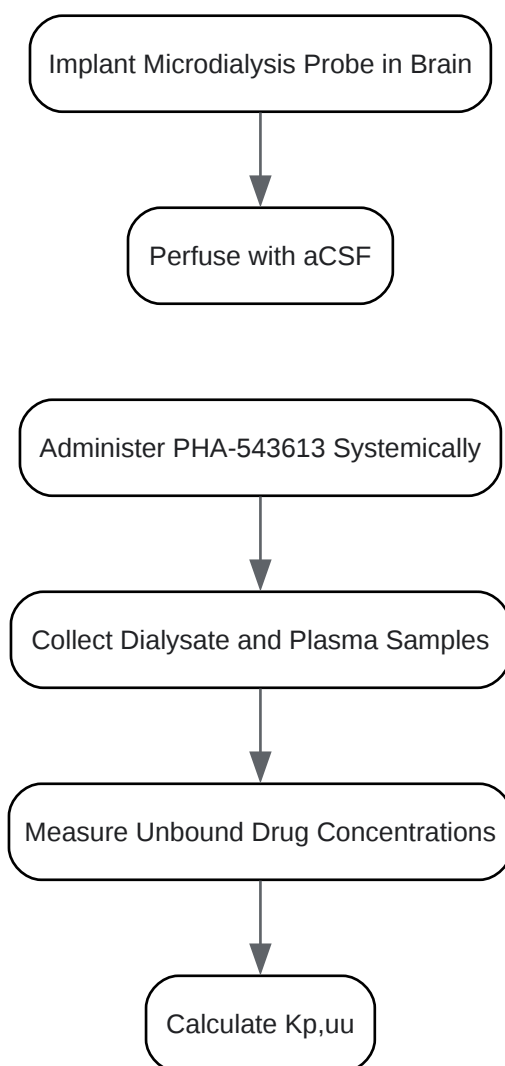 Implant Microdialysis Probe in Brain
Perfuse with aCSF
Administer PHA-543613 Systemically
Collect Dialysate and Plasma Samples
Measure Unbound Drug Concentrations
Calculate Kp,uu